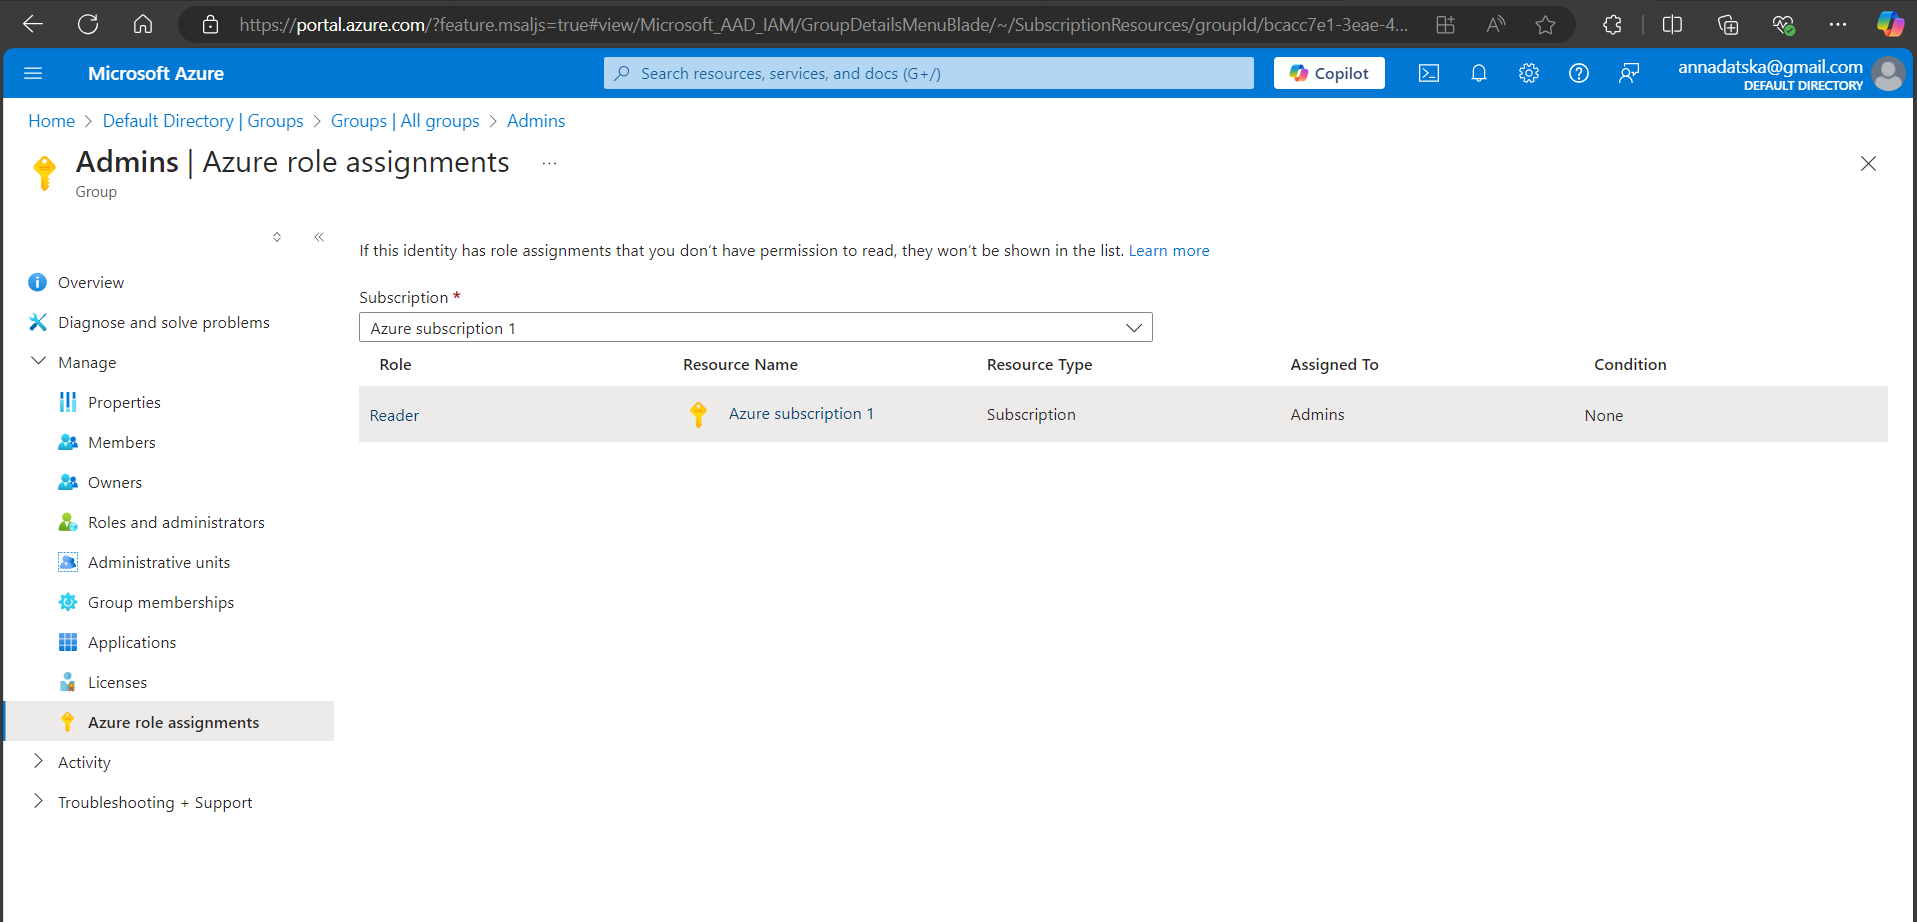 https://portal.azure.com/?feature.msaljs=true#view/Microsoft_AAD_IAM/GroupDetailsMenuBlade/~/SubscriptionResources/groupId/bcacc7e1-3eae-4...
Microsoft Azure
Search resources, services, and docs (G+/)
Copilot
annadatska@gmail.com
DEFAULT DIRECTORY
Home > Default Directory | Groups > Groups | All groups > Admins
Admins | Azure role assignments ...
Group
If this identity has role assignments that you don't have permission to read, they won't be shown in the list. Learn more
Subscription *
Azure subscription 1
Role Resource Name Resource Type Assigned To Condition
Reader Azure subscription 1 Subscription Admins None
Overview
Diagnose and solve problems
Manage
Properties
Members
Owners
Roles and administrators
Administrative units
Group memberships
Applications
Licenses
Azure role assignments
Activity
Troubleshooting + Support